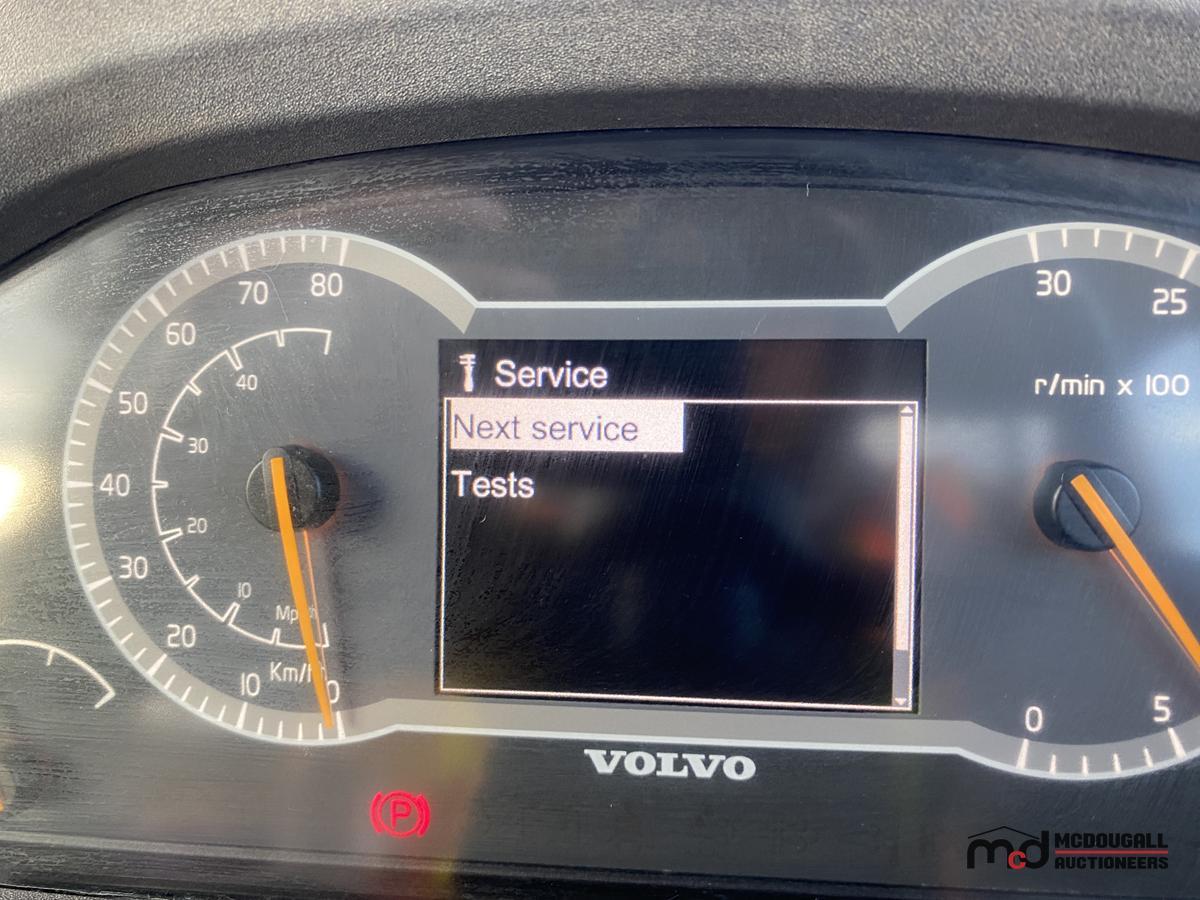 Service
Next service
Tests
80
70
60
50
40
30
20
10
0
40
30
20
10
Km/h
30
25
r/min x 100
0
5
VOLVO
P
mcd MCDOUGALL
AUCTIONEERS